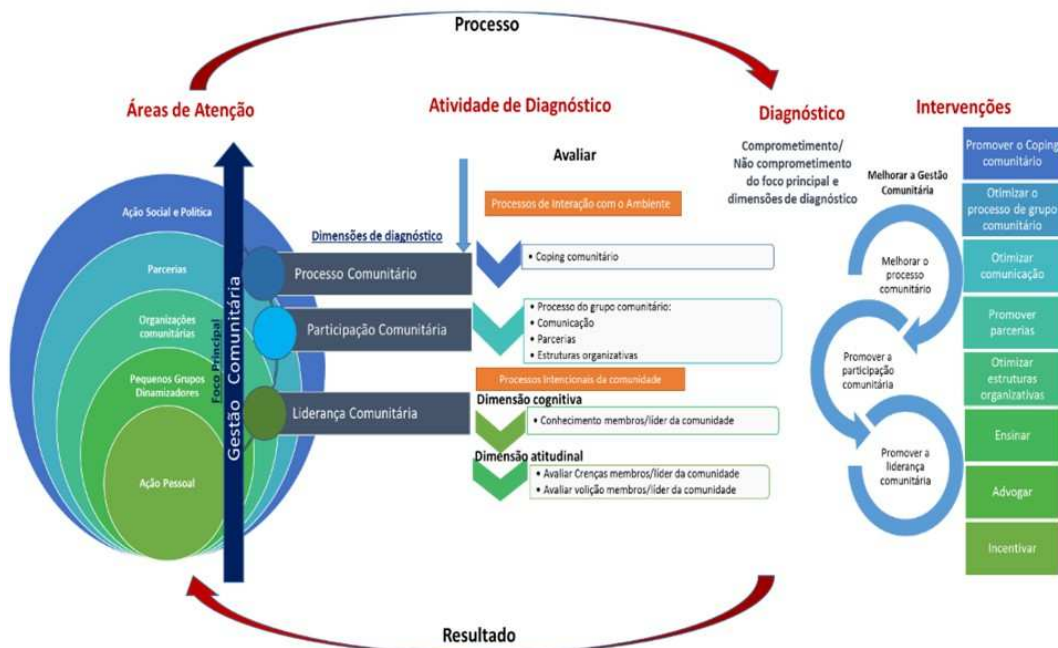 Processo
Áreas de Atenção
Ação Social e Política
Parcerias
Organizações
comunitárias
Pequenos Grupos
Dinamizadores
Ação Pessoal
Foco Principal
Gestão Comunitária
Atividade de Diagnóstico
Avaliar
Dimensões de diagnóstico
Processos de Interação com o Ambiente
Processo Comunitário
• Coping comunitário
Participação Comunitária
• Processo do grupo comunitário:
• Comunicação
• Parcerias
• Estruturas organizativas
Processos Intencionais da comunidade
Liderança Comunitária
Dimensão cognitiva
• Conhecimento membros/líder da comunidade
Dimensão atitudinal
• Avaliar Crenças membros/líder da comunidade
• Avaliar volição membros/líder da comunidade
Diagnóstico
Comprometimento/
Não comprometimento
do foco principal e
dimensões de diagnóstico
Intervenções
Melhorar a Gestão
Comunitária
Melhorar o
processo
comunitário
Promover a
participação
comunitária
Promover a
liderança
comunitária
Promover o Coping
comunitário
Otimizar o
processo de grupo
comunitário
Otimizar
comunicação
Promover
parcerias
Otimizar
estruturas
organizativas
Ensinar
Advogar
Incentivar
Resultado